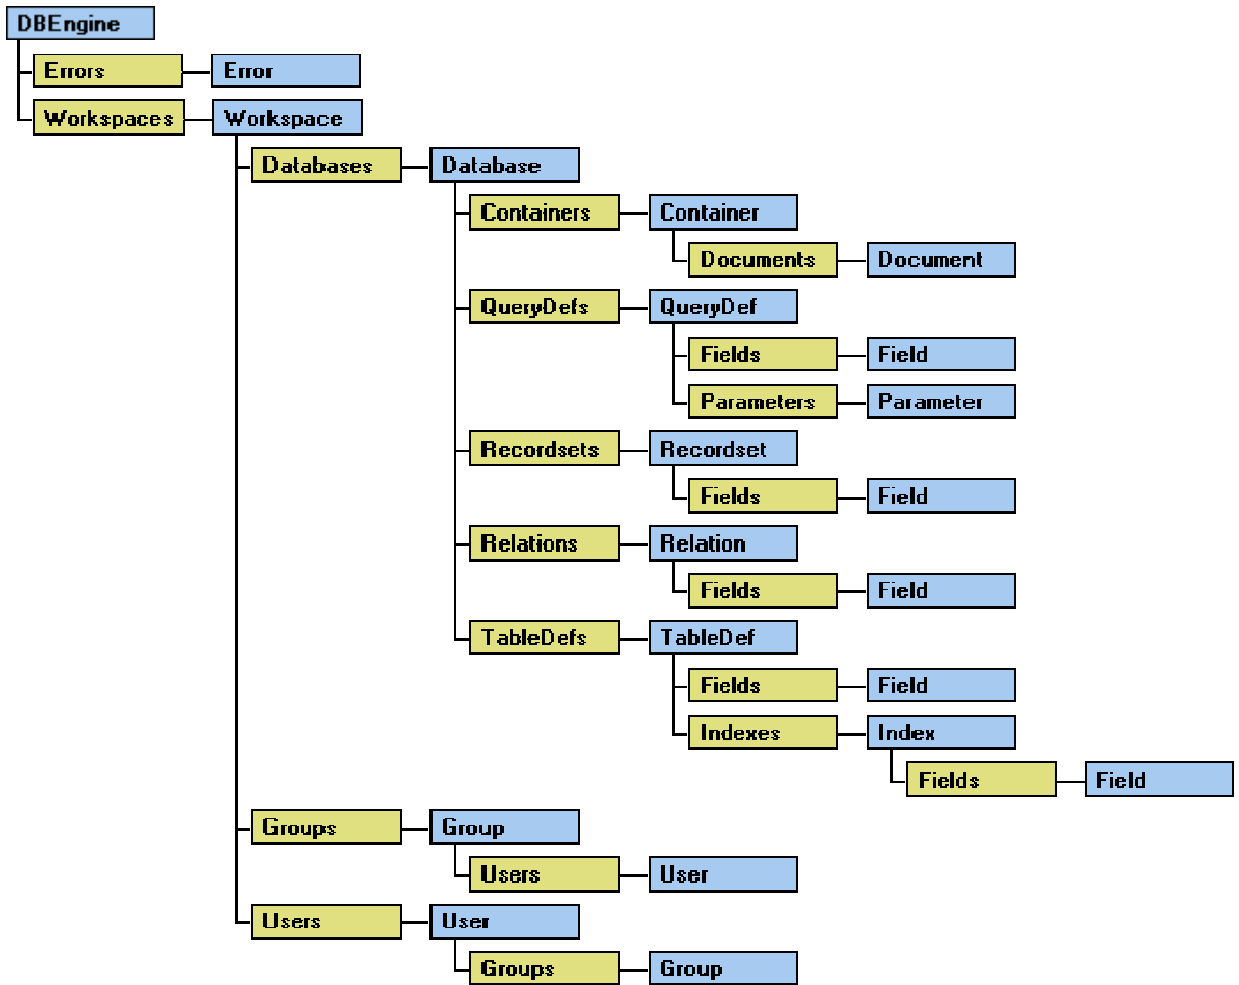 DBEngine
Errors Error
Workspaces Workspace
Databases Database
Containers Container
Documents Document
QueryDefs QueryDef
Fields Field
Parameters Parameter
Recordsets Recordset
Fields Field
Relations Relation
Fields Field
TableDefs TableDef
Fields Field
Indexes Index
Fields Field
Groups Group
Users User
Users User
Groups Group